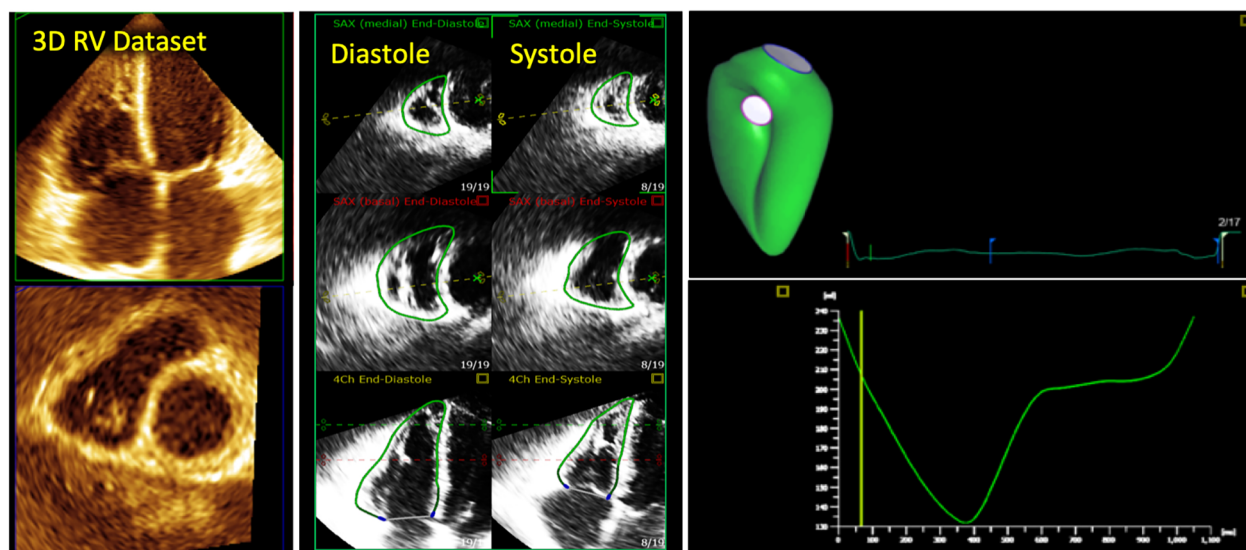 3D RV Dataset
SAX (medial) End-Diastole
Diastole
19/19
SAX (medial) End-Systole
Systole
8/19
SAX (basal) End-Diastole
19/19
SAX (basal) End-Systole
8/19
4Ch End-Diastole
19/19
4Ch End-Systole
8/19
2/17
[ml]
240
230
220
210
200
190
180
170
160
150
140
130
0
100
200
300
400
500
600
700
800
900
1,000
1,100
[ms]